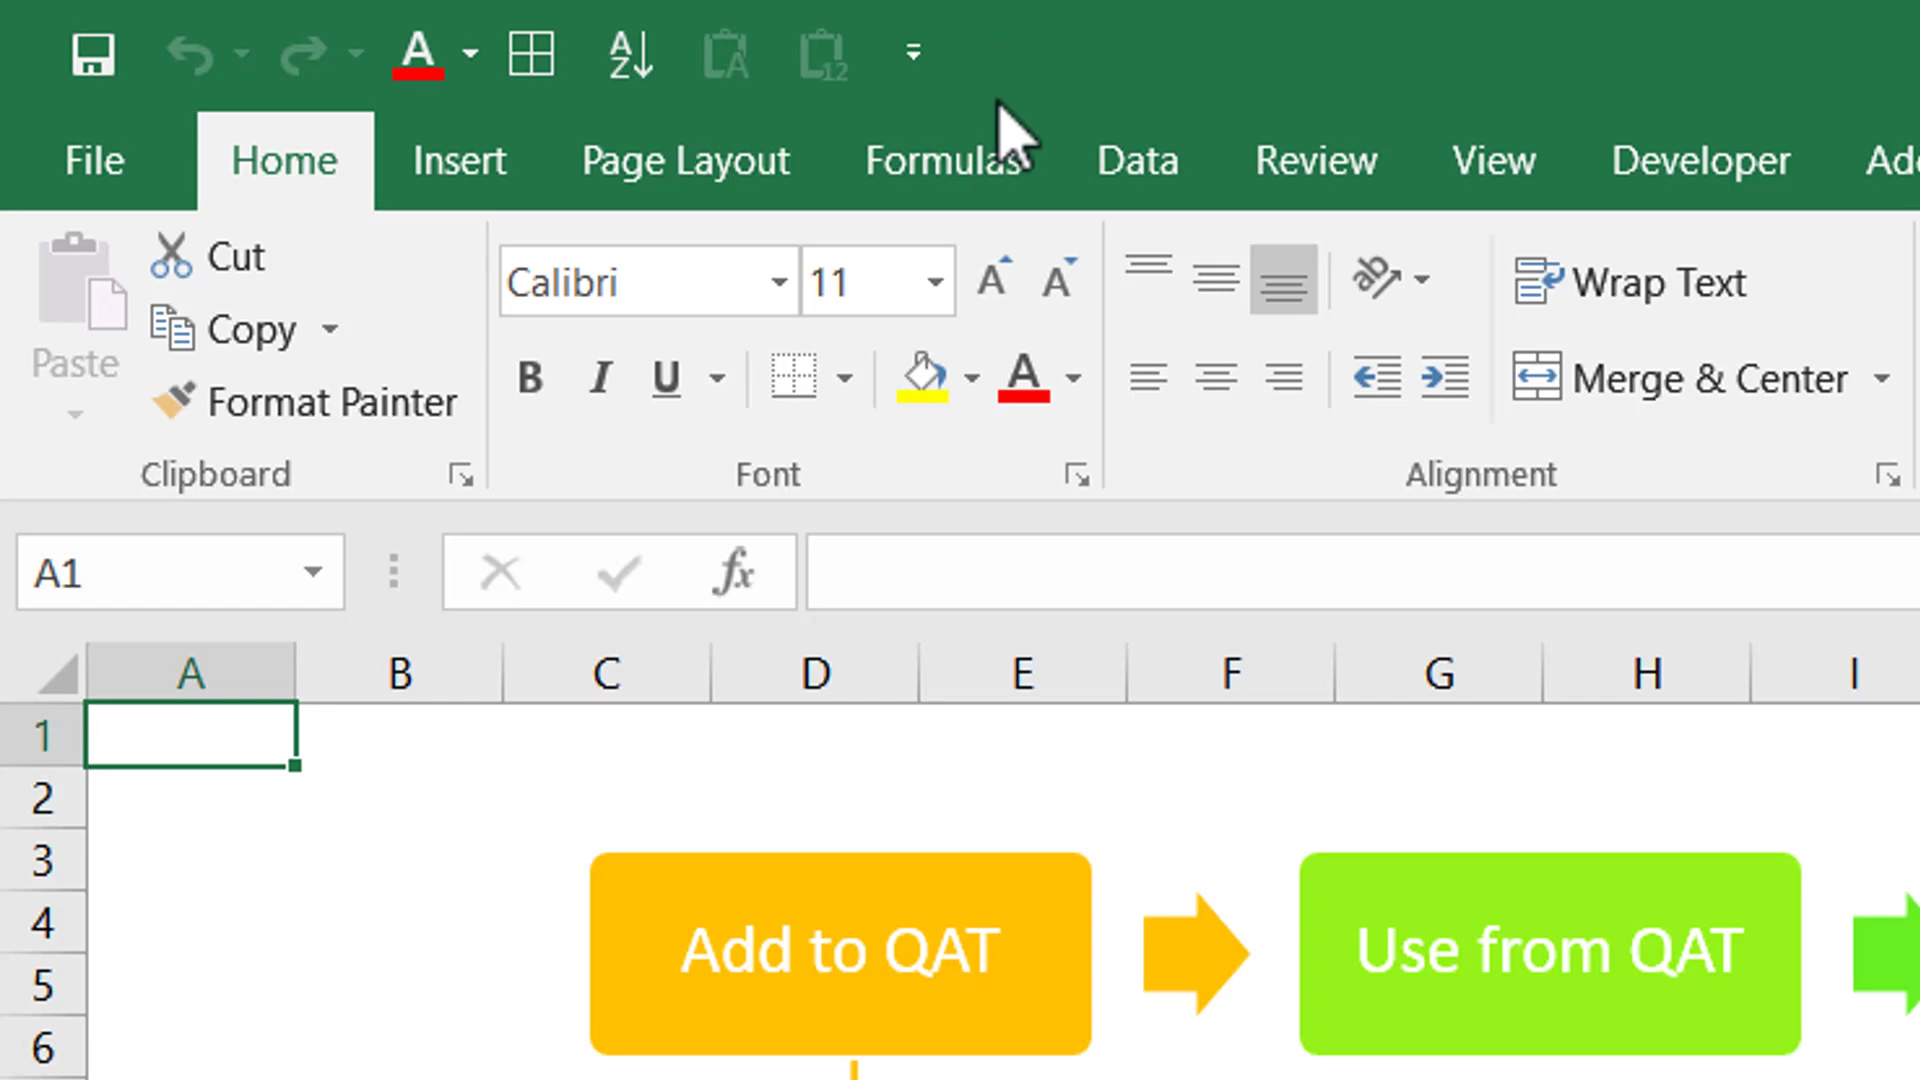 File Home Insert Page Layout Formulas Data Review View Developer
Cut
Copy
Paste
Format Painter
Clipboard
Calibri 11
B I U
Font
Wrap Text
Merge & Center
Alignment
A1 fx
A B C D E F G H I
1
2
3
4
5
6
Add to QAT
Use from QAT